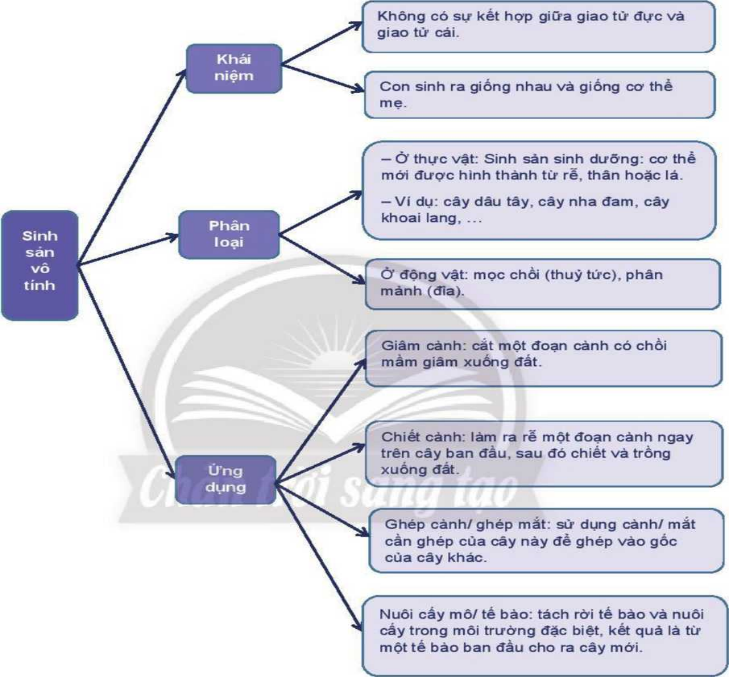 Không có sự kết hợp giữa giao tử đực và
giao tử cái.
Khái
niệm
Con sinh ra giống nhau và giống cơ thể
mẹ.
– Ở thực vật: Sinh sản sinh dưỡng: cơ thể
mới được hình thành từ rễ, thân hoặc lá.
– Ví dụ: cây dâu tây, cây nha đam, cây
khoai lang, ...
Phân
loại
Sinh
sản
vô
tính
Ở động vật: mọc chồi (thuỷ tức), phân
mảnh (đỉa).
Giâm cành: cắt một đoạn cành có chồi
mầm giâm xuống đất.
Chiết cành: làm ra rễ một đoạn cành ngay
trên cây ban đầu, sau đó chiết và trồng
xuống đất.
Ứng
dụng
Chân trời sáng tạo
Ghép cành/ ghép mắt: sử dụng cành/ mắt
cần ghép của cây này để ghép vào gốc
của cây khác.
Nuôi cấy mô/ tế bào: tách rời tế bào và nuôi
cấy trong môi trường đặc biệt, kết quả là từ
một tế bào ban đầu cho ra cây mới.